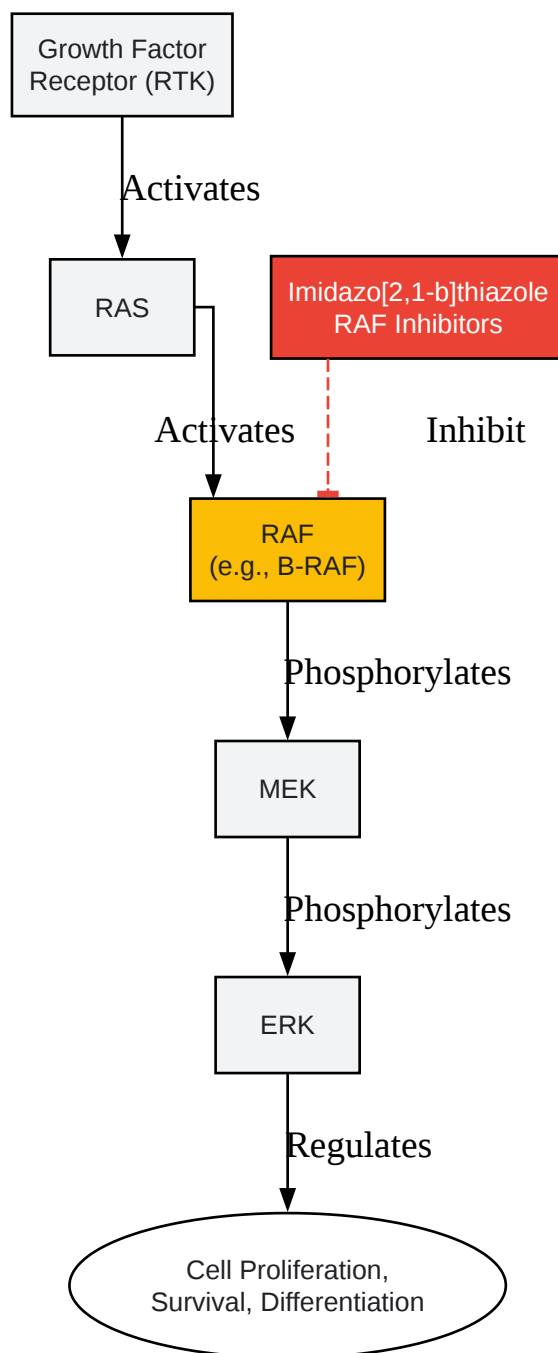 Growth Factor
Receptor (RTK)
Activates
RAS
Imidazo[2,1-b]thiazole
RAF Inhibitors
Activates
Inhibit
RAF
(e.g., B-RAF)
Phosphorylates
MEK
Phosphorylates
ERK
Regulates
Cell Proliferation,
Survival, Differentiation